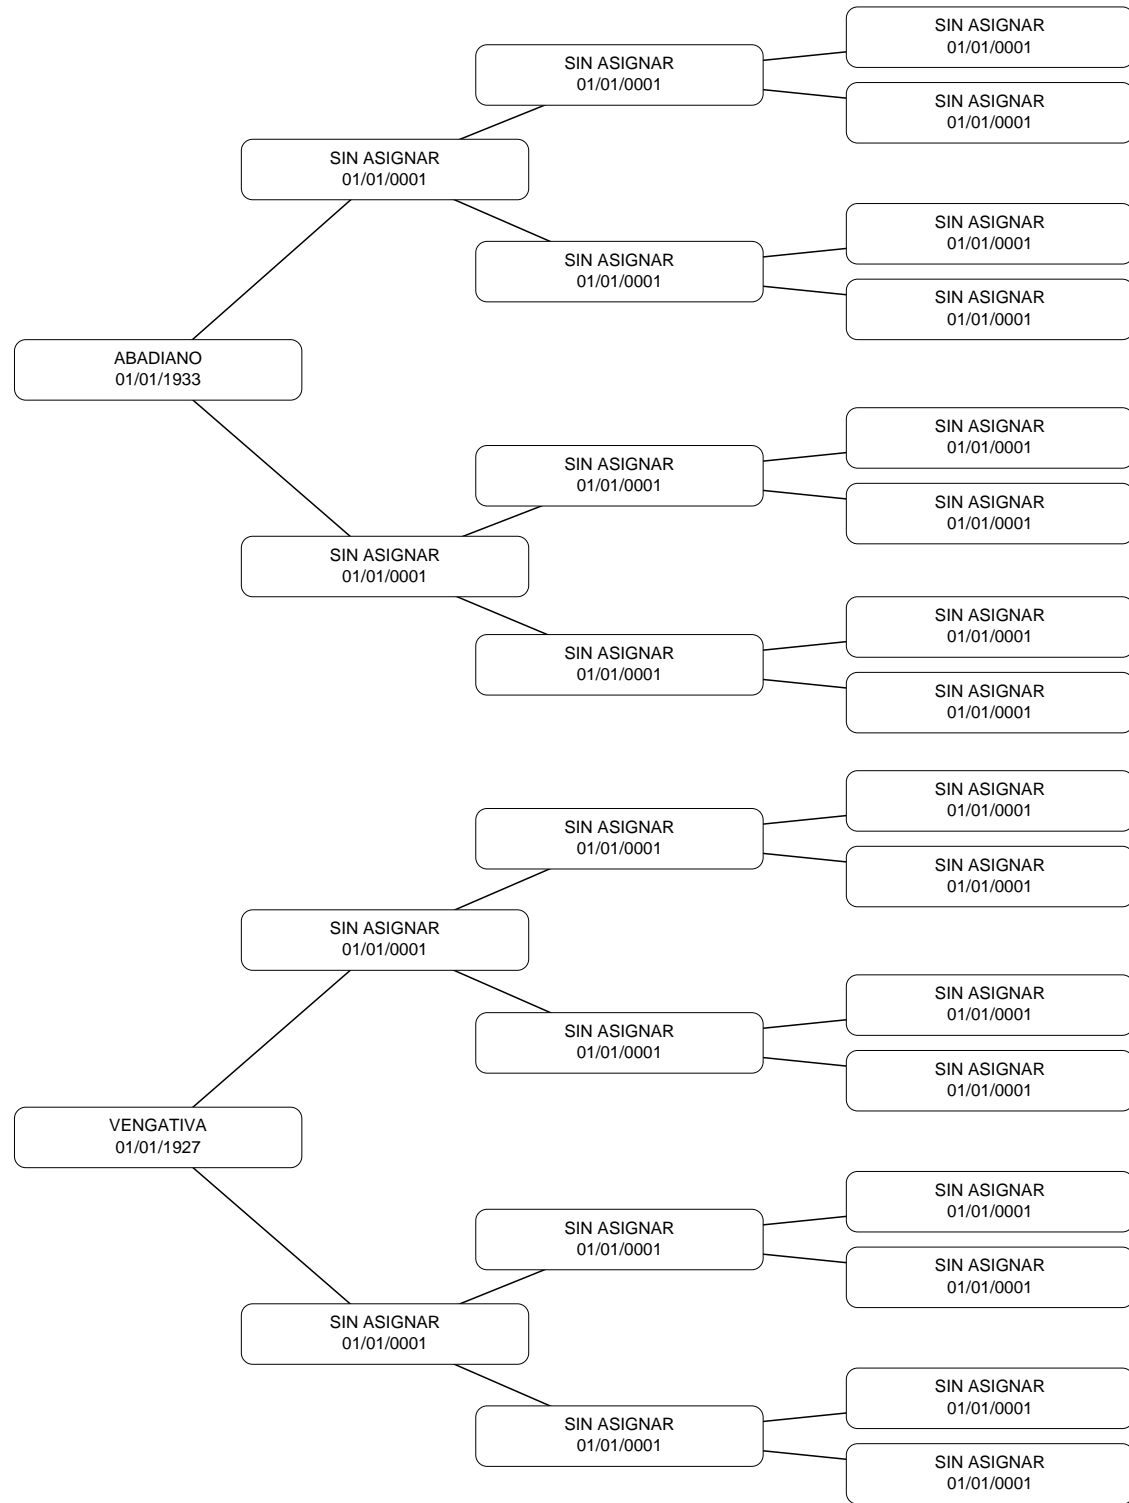 SIN ASIGNAR
01/01/0001
SIN ASIGNAR
01/01/0001
SIN ASIGNAR
01/01/0001
SIN ASIGNAR
01/01/0001
SIN ASIGNAR
01/01/0001
SIN ASIGNAR
01/01/0001
SIN ASIGNAR
01/01/0001
ABADIANO
01/01/1933
SIN ASIGNAR
01/01/0001
SIN ASIGNAR
01/01/0001
SIN ASIGNAR
01/01/0001
SIN ASIGNAR
01/01/0001
SIN ASIGNAR
01/01/0001
SIN ASIGNAR
01/01/0001
SIN ASIGNAR
01/01/0001
SIN ASIGNAR
01/01/0001
SIN ASIGNAR
01/01/0001
SIN ASIGNAR
01/01/0001
SIN ASIGNAR
01/01/0001
SIN ASIGNAR
01/01/0001
SIN ASIGNAR
01/01/0001
SIN ASIGNAR
01/01/0001
VENGATIVA
01/01/1927
SIN ASIGNAR
01/01/0001
SIN ASIGNAR
01/01/0001
SIN ASIGNAR
01/01/0001
SIN ASIGNAR
01/01/0001
SIN ASIGNAR
01/01/0001
SIN ASIGNAR
01/01/0001
SIN ASIGNAR
01/01/0001